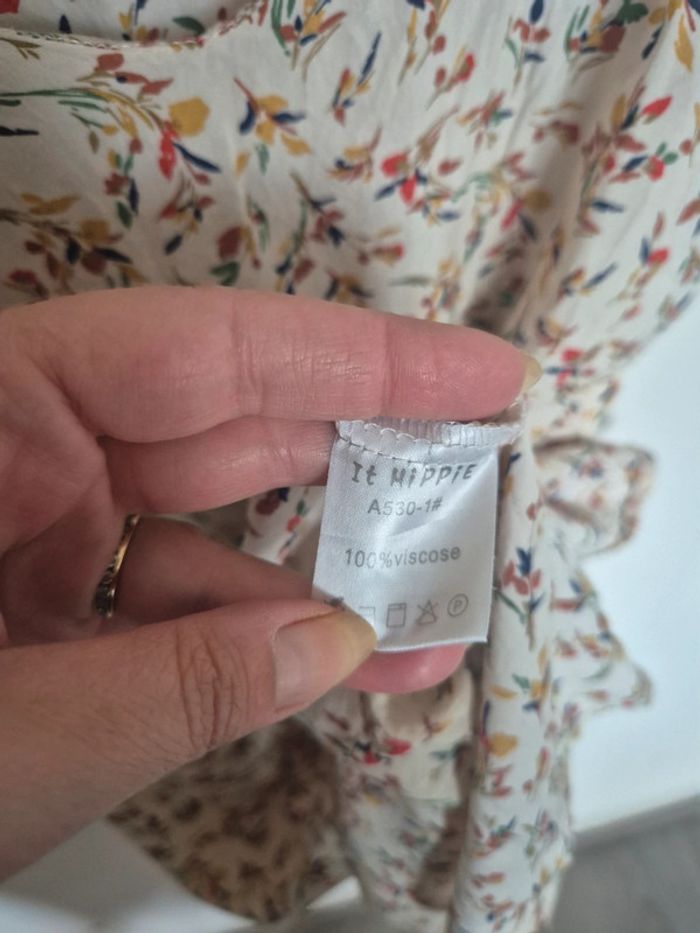 It HiPPiE
A530-1#
100%viscose
P